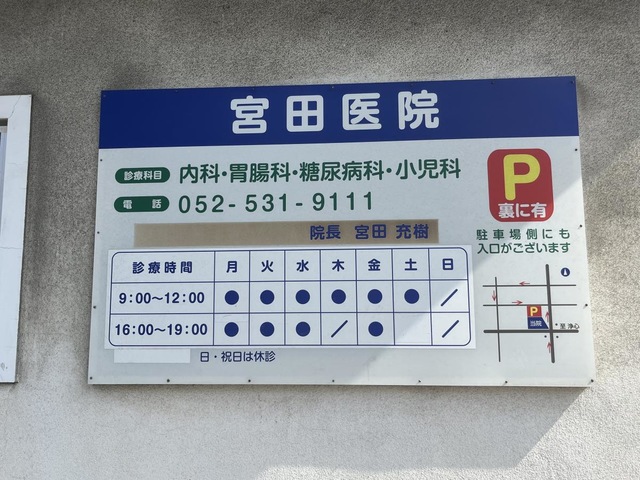 宮田医院
診療科目 内科・胃腸科・糖尿病科・小児科
電話 052-531-9111
院長 宮田 充樹
P
裏に有
駐車場側にも
入口がございます
診療時間 月 火 水 木 金 土 日
9:00～12:00 ● ● ● ● ● ● ／
16:00～19:00 ● ● ● ／ ● ／
日・祝日は休診
P
当院
至 浄心